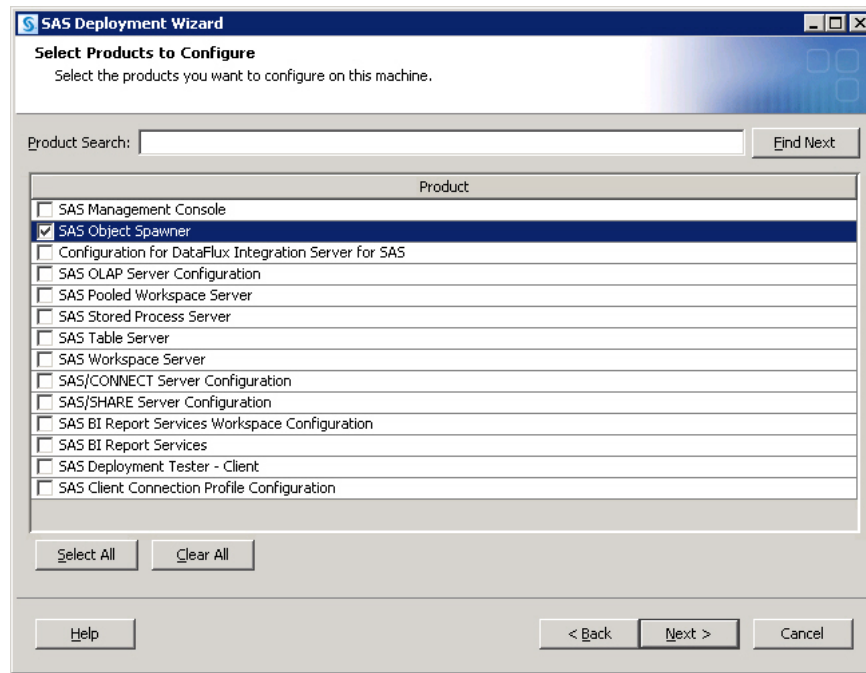 SAS Deployment Wizard
Select Products to Configure
Select the products you want to configure on this machine.
Product Search:
Find Next
Product
SAS Management Console
SAS Object Spawner
Configuration for DataFlux Integration Server for SAS
SAS OLAP Server Configuration
SAS Pooled Workspace Server
SAS Stored Process Server
SAS Table Server
SAS Workspace Server
SAS/CONNECT Server Configuration
SAS/SHARE Server Configuration
SAS BI Report Services Workspace Configuration
SAS BI Report Services
SAS Deployment Tester - Client
SAS Client Connection Profile Configuration
Select All Clear All
Help < Back Next > Cancel